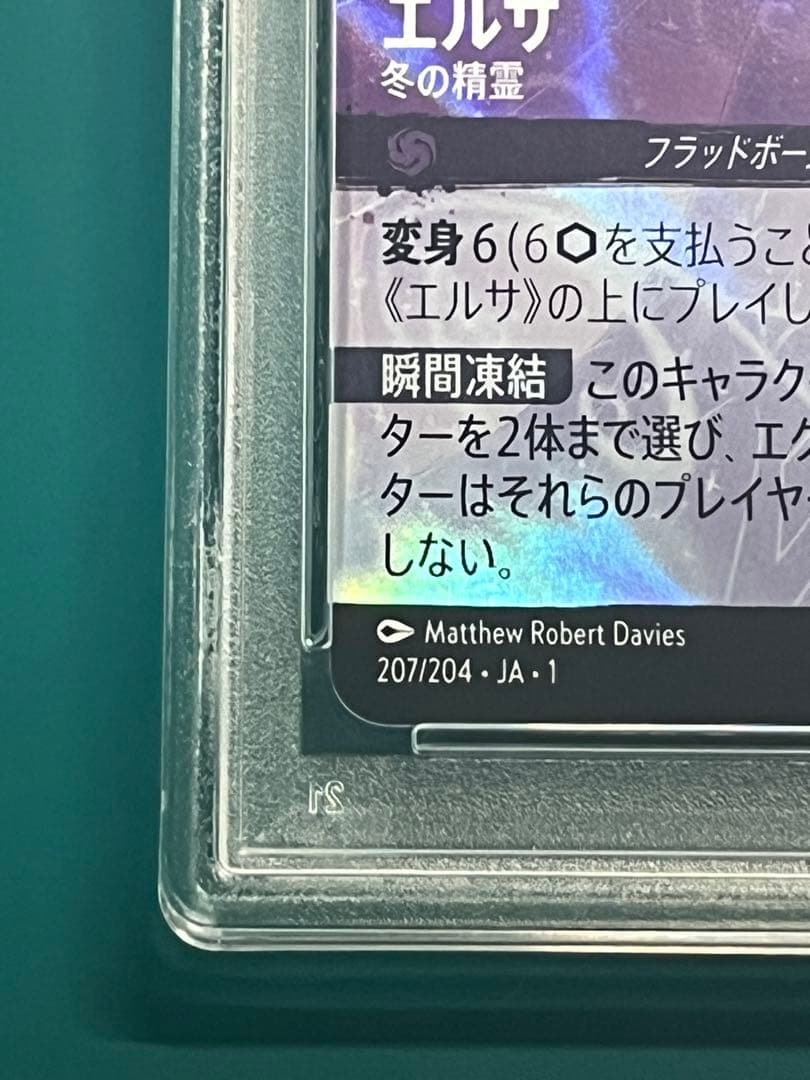 エルサ
冬の精霊
フラッドボー
変身 6 (6⬡を支払うこと
《エルサ》の上にプレイし
瞬間凍結 このキャラク
ターを2体まで選び、エク
ターはそれらのプレイヤ
しない。
Matthew Robert Davies
207/204 • JA • 1
21